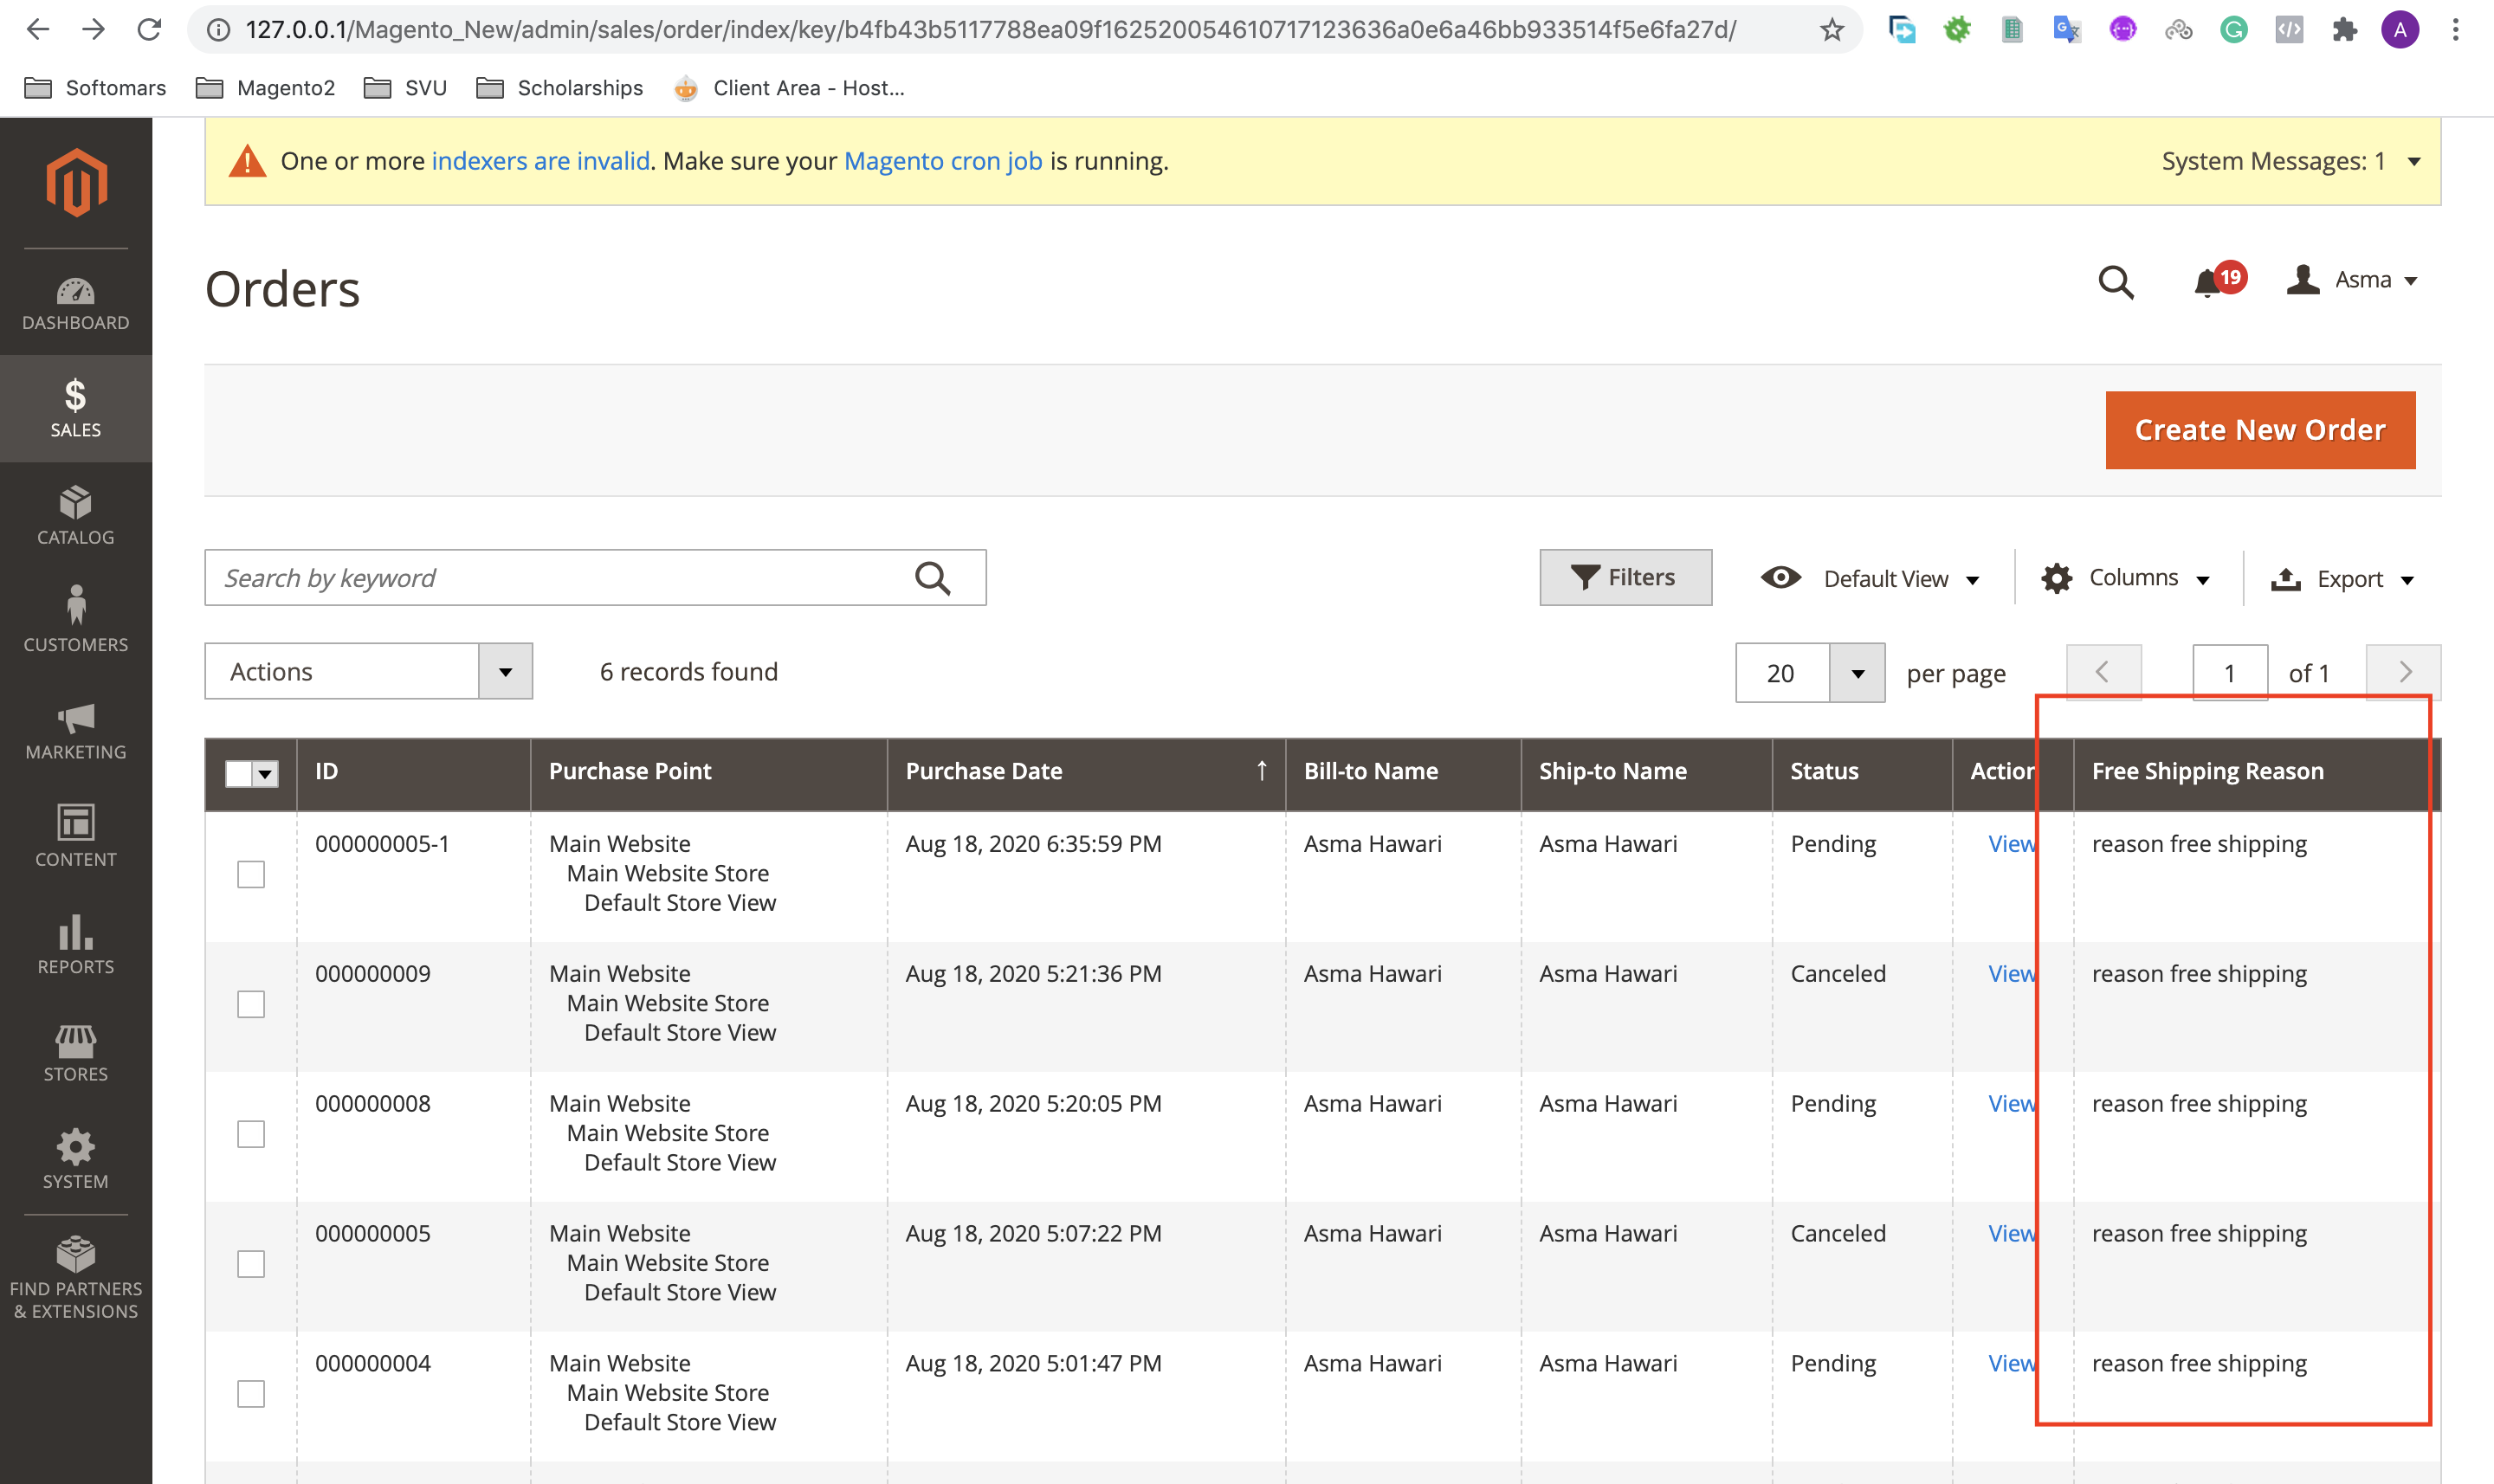 127.0.0.1/Magento_New/admin/sales/order/index/key/b4fb43b5117788ea09f162520054610717123636a0e6a46bb933514f5e6fa27d/
A
Softomars Magento2 SVU Scholarships Client Area - Host...
One or more indexers are invalid. Make sure your Magento cron job is running. System Messages: 1
Orders 19 Asma
DASHBOARD
SALES
CATALOG
CUSTOMERS
MARKETING
CONTENT
REPORTS
STORES
SYSTEM
FIND PARTNERS
& EXTENSIONS
Create New Order
Search by keyword Filters Default View Columns Export
Actions 6 records found 20 per page 1 of 1
ID Purchase Point Purchase Date ↑ Bill-to Name Ship-to Name Status Action Free Shipping Reason
000000005-1 Main Website Aug 18, 2020 6:35:59 PM Asma Hawari Asma Hawari Pending View reason free shipping
Main Website Store
Default Store View
000000009 Main Website Aug 18, 2020 5:21:36 PM Asma Hawari Asma Hawari Canceled View reason free shipping
Main Website Store
Default Store View
000000008 Main Website Aug 18, 2020 5:20:05 PM Asma Hawari Asma Hawari Pending View reason free shipping
Main Website Store
Default Store View
000000005 Main Website Aug 18, 2020 5:07:22 PM Asma Hawari Asma Hawari Canceled View reason free shipping
Main Website Store
Default Store View
000000004 Main Website Aug 18, 2020 5:01:47 PM Asma Hawari Asma Hawari Pending View reason free shipping
Main Website Store
Default Store View